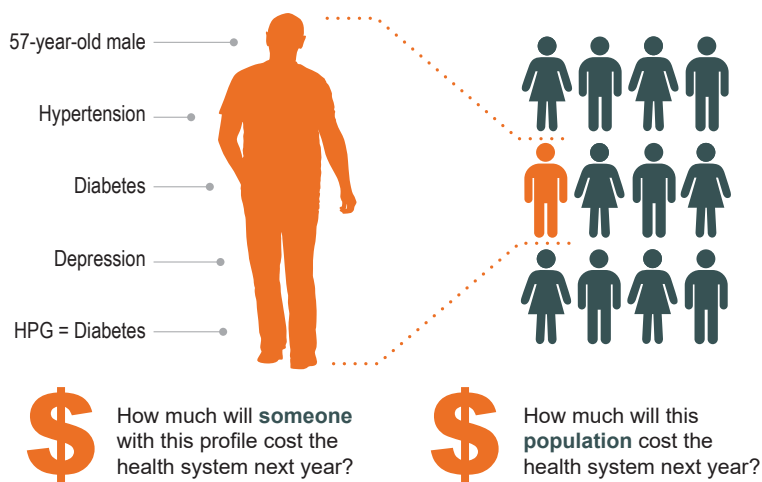 57-year-old male
Hypertension
Diabetes
Depression
HPG = Diabetes
$
How much will someone
with this profile cost the
health system next year?
$
How much will this
population cost the
health system next year?